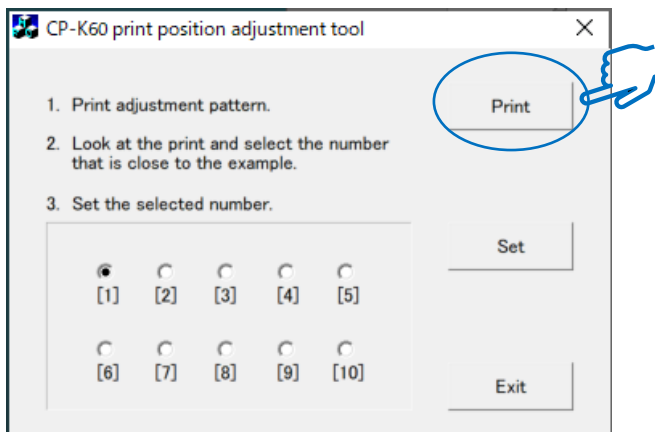 CP-K60 print position adjustment tool
1. Print adjustment pattern.
Print
2. Look at the print and select the number
that is close to the example.
3. Set the selected number.
Set
[1] [2] [3] [4] [5]
[6] [7] [8] [9] [10]
Exit